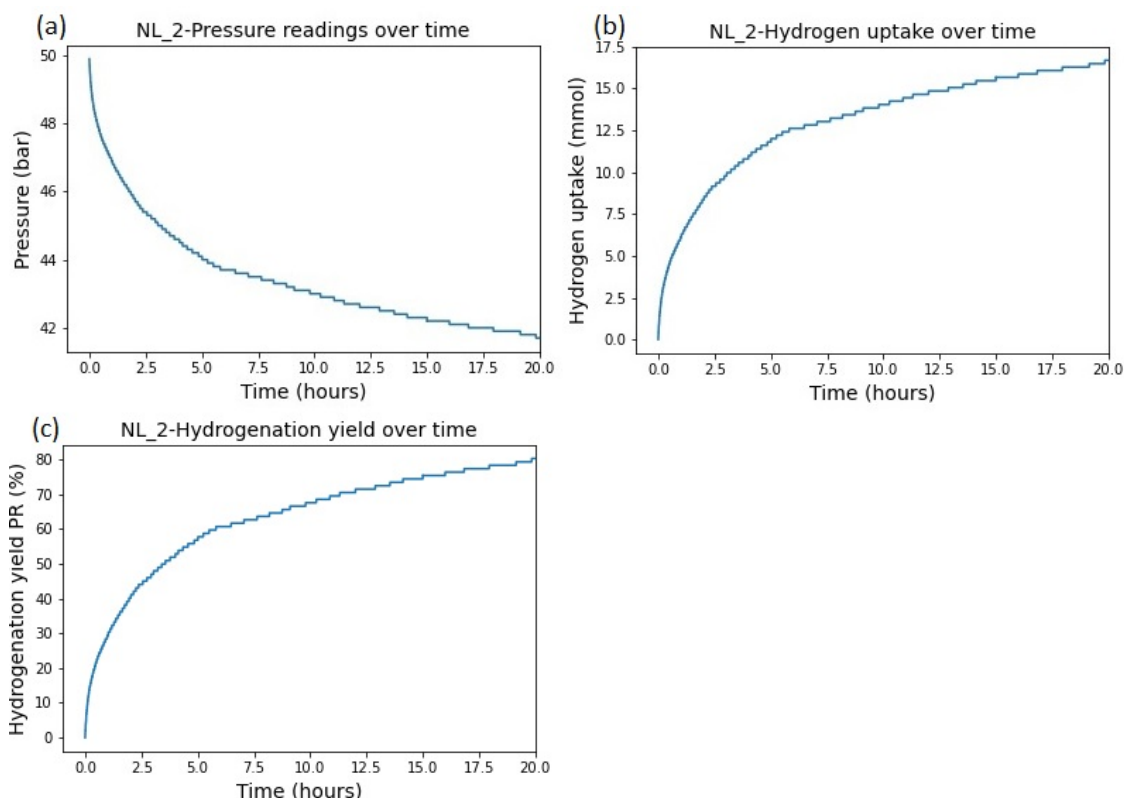 (a)
NL_2-Pressure readings over time
50
48
46
44
42
Pressure (bar)
0.0 2.5 5.0 7.5 10.0 12.5 15.0 17.5 20.0
Time (hours)
(b)
NL_2-Hydrogen uptake over time
17.5
15.0
12.5
10.0
7.5
5.0
2.5
0.0
Hydrogen uptake (mmol)
0.0 2.5 5.0 7.5 10.0 12.5 15.0 17.5 20.0
Time (hours)
(c)
NL_2-Hydrogenation yield over time
80
70
60
50
40
30
20
10
0
Hydrogenation yield PR (%)
0.0 2.5 5.0 7.5 10.0 12.5 15.0 17.5 20.0
Time (hours)